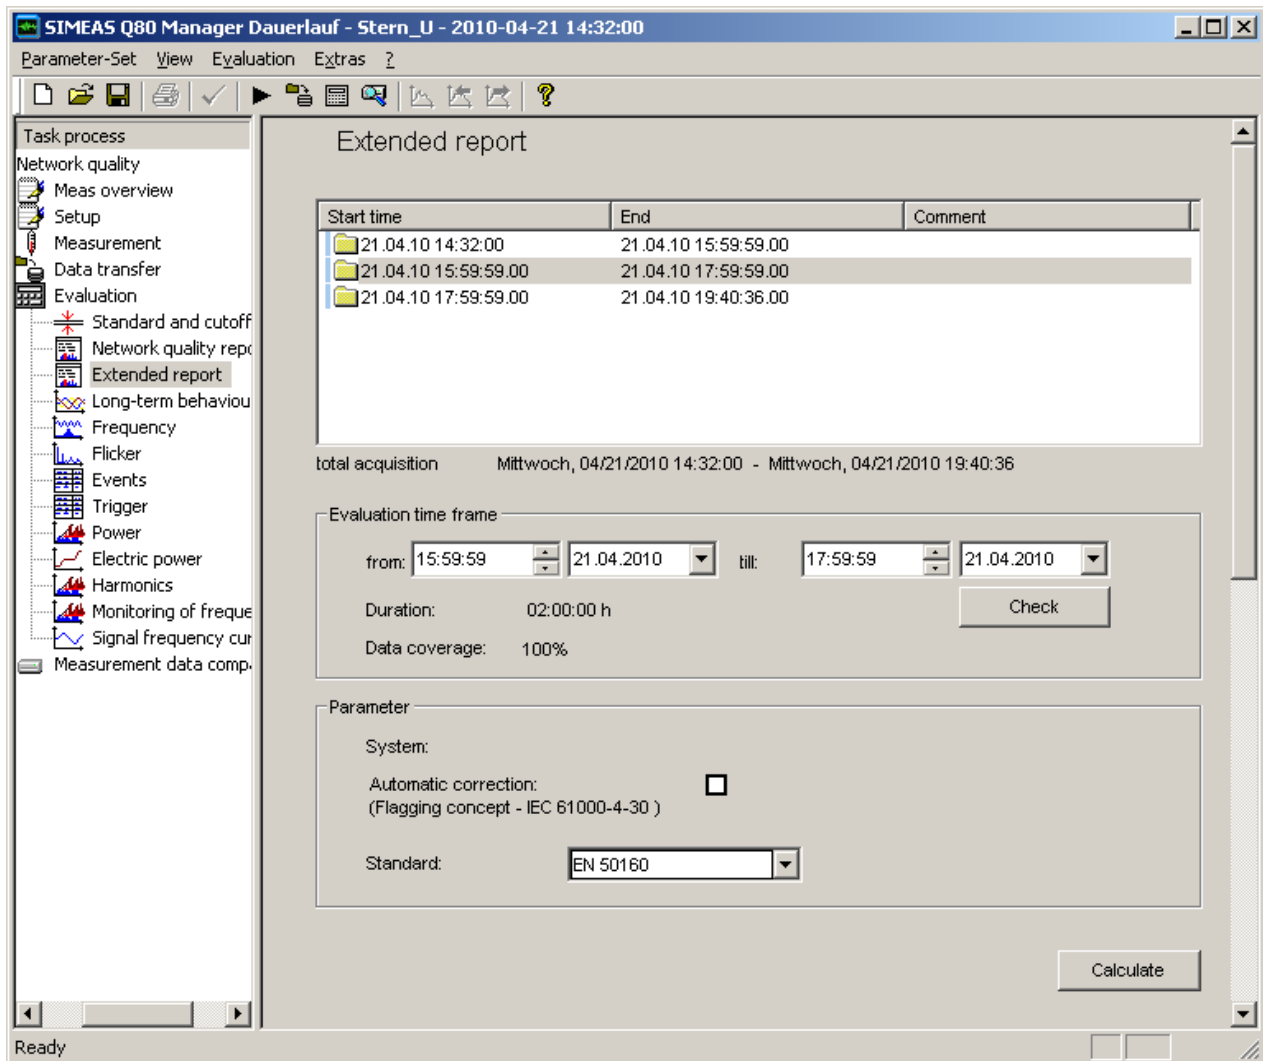 SIMEAS Q80 Manager Dauerlauf - Stern_U - 2010-04-21 14:32:00
Parameter-Set View Evaluation Extras ?
Task process
Network quality
Meas overview
Setup
Measurement
Data transfer
Evaluation
Standard and cutoff
Network quality repo
Extended report
Long-term behaviou
Frequency
Flicker
Events
Trigger
Power
Electric power
Harmonics
Monitoring of freque
Signal frequency cur
Measurement data comp
Extended report
Start time End Comment
21.04.10 14:32:00 21.04.10 15:59:59.00
21.04.10 15:59:59.00 21.04.10 17:59:59.00
21.04.10 17:59:59.00 21.04.10 19:40:36.00
total acquisition Mittwoch, 04/21/2010 14:32:00 - Mittwoch, 04/21/2010 19:40:36
Evaluation time frame
from: 15:59:59 21.04.2010 till: 17:59:59 21.04.2010
Duration: 02:00:00 h
Check
Data coverage: 100%
Parameter
System:
Automatic correction:
(Flagging concept - IEC 61000-4-30 )
Standard: EN 50160
Calculate
Ready